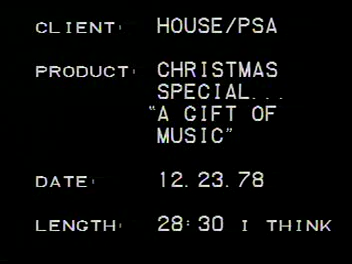 CLIENT: HOUSE/PSA
PRODUCT: CHRISTMAS
SPECIAL...
"A GIFT OF
MUSIC"
DATE: 12.23.78
LENGTH: 28:30 I THINK